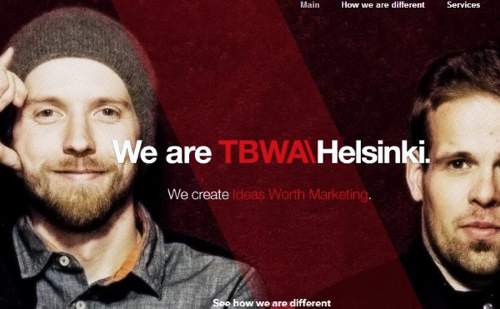 Main How we are different Services
We are TBWA\Helsinki.
We create Ideas Worth Marketing.
See how we are different